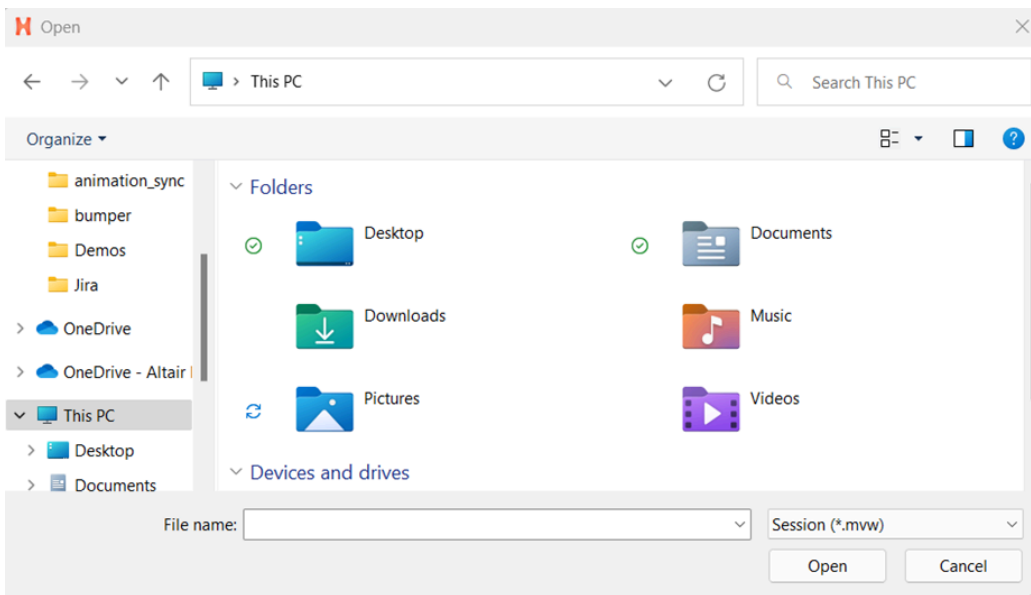 Open
This PC
Search This PC
Organize
animation_sync
bumper
Demos
Jira
OneDrive
OneDrive - Altair
This PC
Desktop
Documents
Folders
Desktop
Documents
Downloads
Music
Pictures
Videos
Devices and drives
File name:
Session (*.mvw)
Open
Cancel